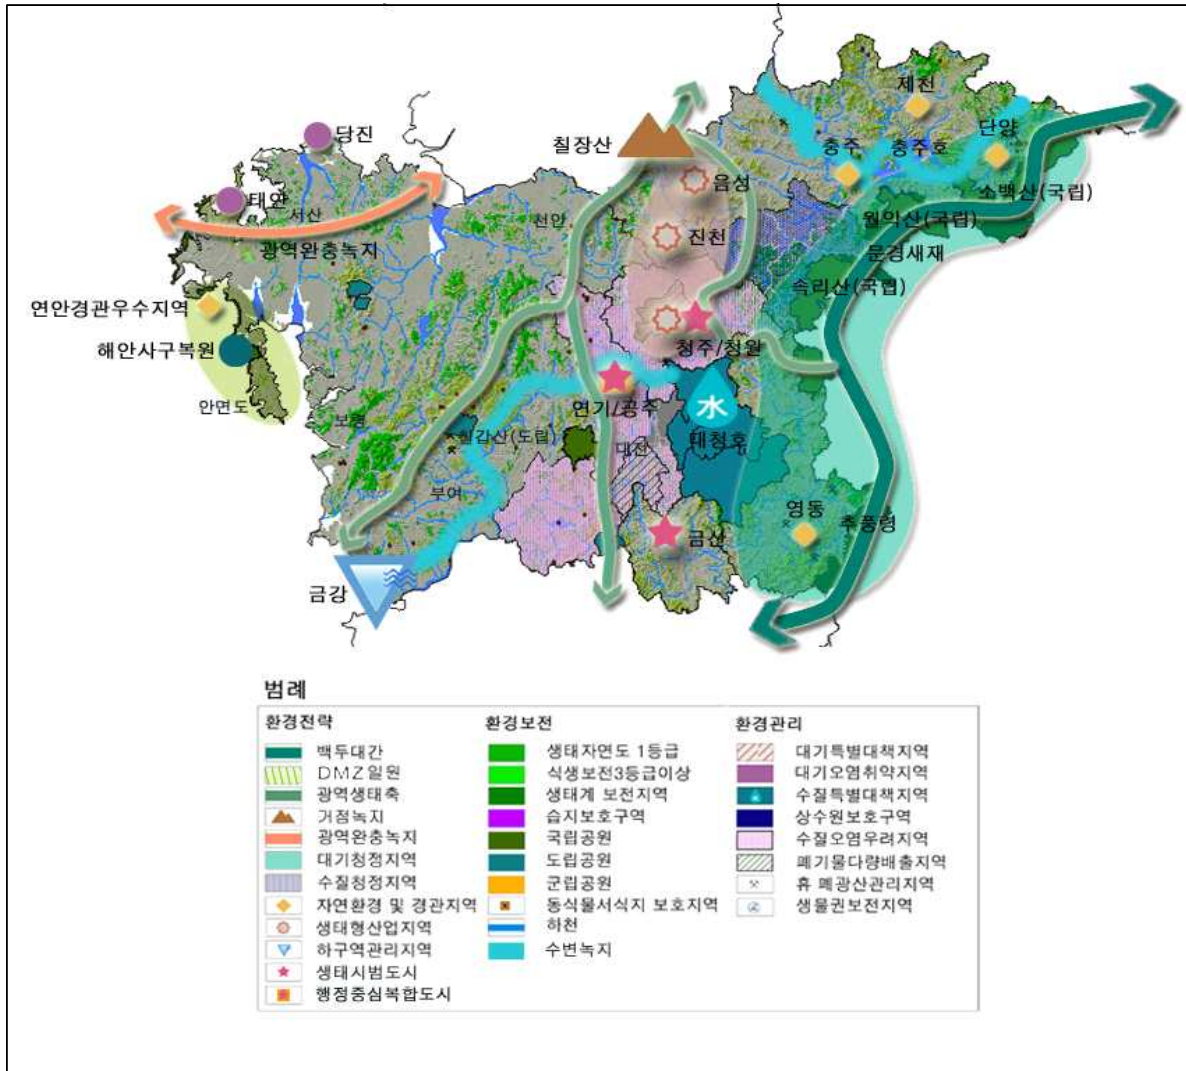 제천
당진
칠장산
단양
충주
충주호
태안
음성
소백산(국립)
서산
천안
월악산(국립)
진천
광역완충녹지
문경새재
속리산(국립)
연안경관우수지역
청주/청원
해안사구복원
水
안면도
연기/공주
보령
칠갑산(도립)
대전
대청호
부여
영동
추풍령
금산
금강
범례
환경전략
백두대간
DMZ일원
광역생태축
거점녹지
광역완충녹지
대기청정지역
수질청정지역
자연환경 및 경관지역
생태형산업지역
하구역관리지역
생태시범도시
행정중심복합도시
환경보전
생태자연도 1등급
식생보전3등급이상
생태계 보전지역
습지보호구역
국립공원
도립공원
군립공원
동식물서식지 보호지역
하천
수변녹지
환경관리
대기특별대책지역
대기오염취약지역
수질특별대책지역
상수원보호구역
수질오염우려지역
폐기물다량배출지역
휴 폐광산관리지역
생물권보전지역